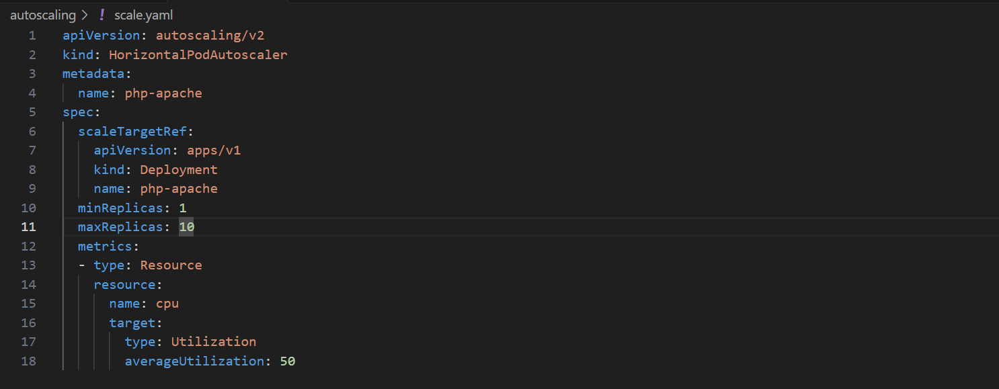 autoscaling > ! scale.yaml
1 apiVersion: autoscaling/v2
2 kind: HorizontalPodAutoscaler
3 metadata:
4   name: php-apache
5 spec:
6   scaleTargetRef:
7     apiVersion: apps/v1
8     kind: Deployment
9     name: php-apache
10   minReplicas: 1
11   maxReplicas: 10
12   metrics:
13   - type: Resource
14     resource:
15       name: cpu
16       target:
17         type: Utilization
18         averageUtilization: 50